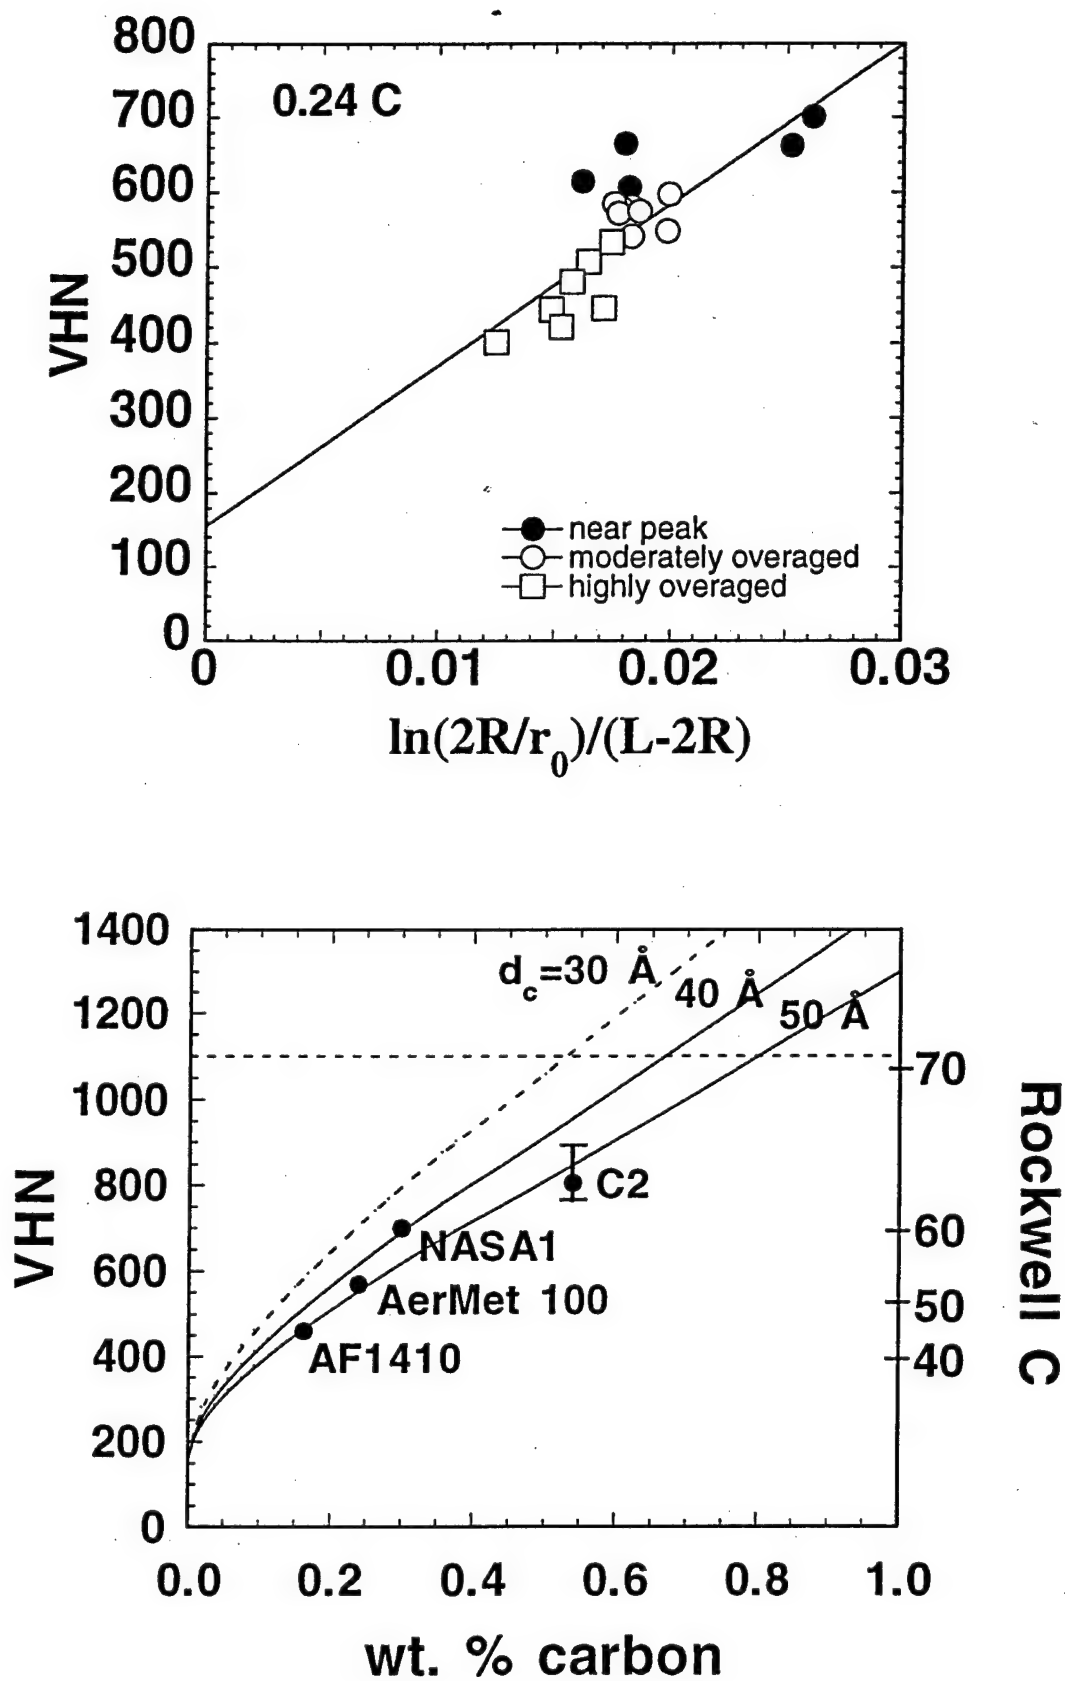 800
0.24 C
700
600
500
VHN
400
300
200
near peak
moderately overaged
100
highly overaged
0
0
0.01
0.02
0.03
ln(2R/r0)/(L-2R)
1400
dc=30 Å
40 Å
1200
50 Å
70
1000
Rockwell C
VHN
800
C2
60
NASA1
600
AerMet 100
50
400
AF1410
40
200
0
0.0
0.2
0.4
0.6
0.8
1.0
wt. % carbon